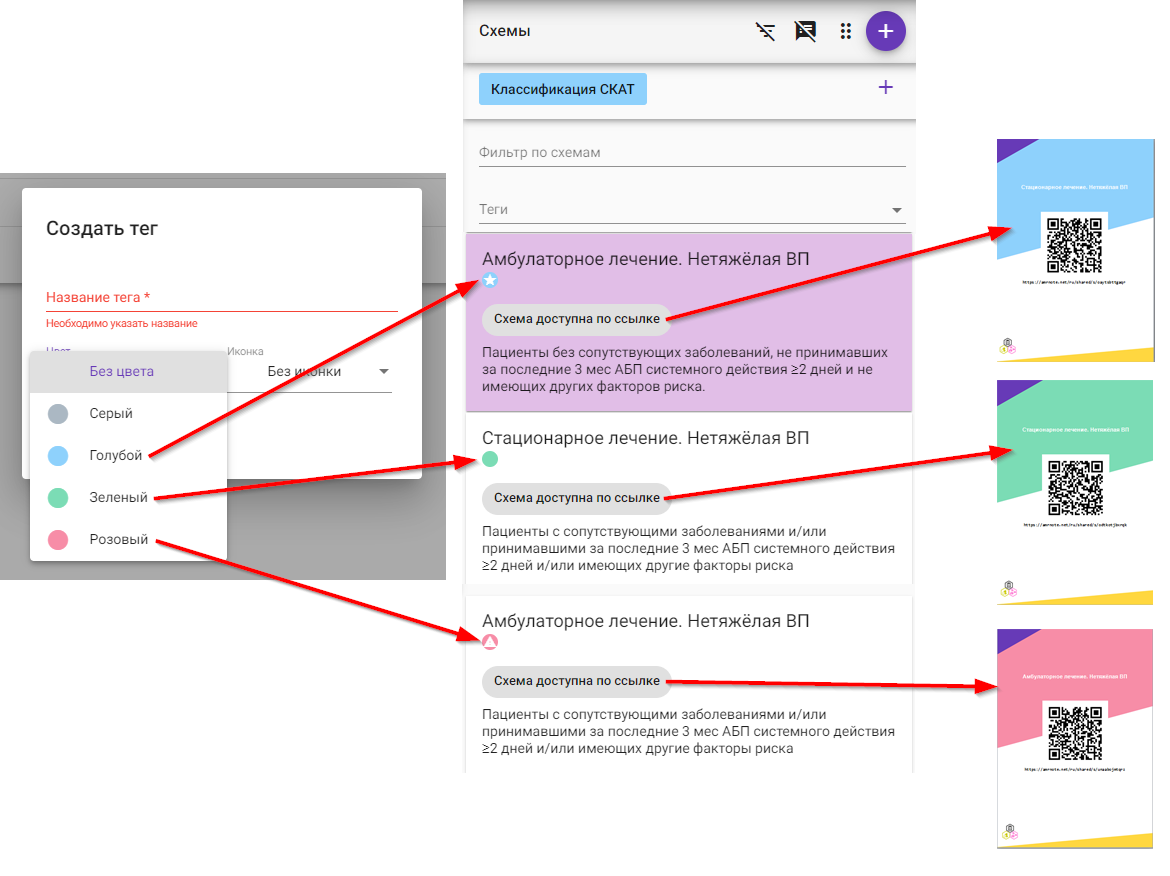 Создать тег
Название тега *
Необходимо указать название
Цвет
Иконка
Без цвета
Без иконки
Серый
Голубой
Зеленый
Розовый
Схемы
Классификация СКАТ
Фильтр по схемам
Теги
Амбулаторное лечение. Нетяжёлая ВП
Схема доступна по ссылке
Пациенты без сопутствующих заболеваний, не принимавших
за последние 3 мес АБП системного действия ≥2 дней и не
имеющих других факторов риска.
Стационарное лечение. Нетяжёлая ВП
Схема доступна по ссылке
Пациенты с сопутствующими заболеваниями и/или
принимавшими за последние 3 мес АБП системного действия
≥2 дней и/или имеющих другие факторы риска
Амбулаторное лечение. Нетяжёлая ВП
Схема доступна по ссылке
Пациенты с сопутствующими заболеваниями и/или
принимавшими за последние 3 мес АБП системного действия
≥2 дней и/или имеющих другие факторы риска
Стационарное лечение. Нетяжёлая ВП
Стационарное лечение. Нетяжёлая ВП
Амбулаторное лечение. Нетяжёлая ВП